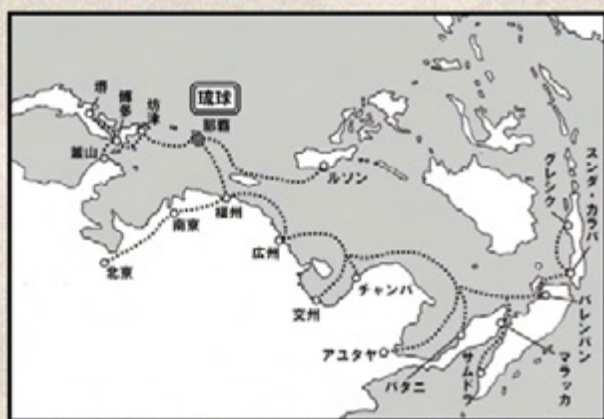 堺
博多
坊津
琉球
那覇
釜山
ルソン
福州
南京
北京
広州
チャンパ
交州
アユタヤ
パタニ
サムドラ
マラッカ
パレンバン
スンダ・カラパ
グレシク